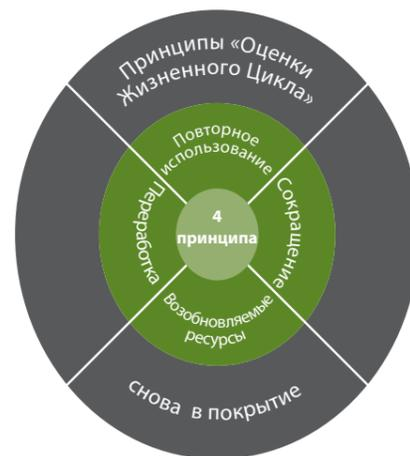 Принципы «Оценки
Жизненного Цикла»
Повторное
использование
Переработка
4
принципа
Сокращение
Возобновляемые
ресурсы
снова в покрытие